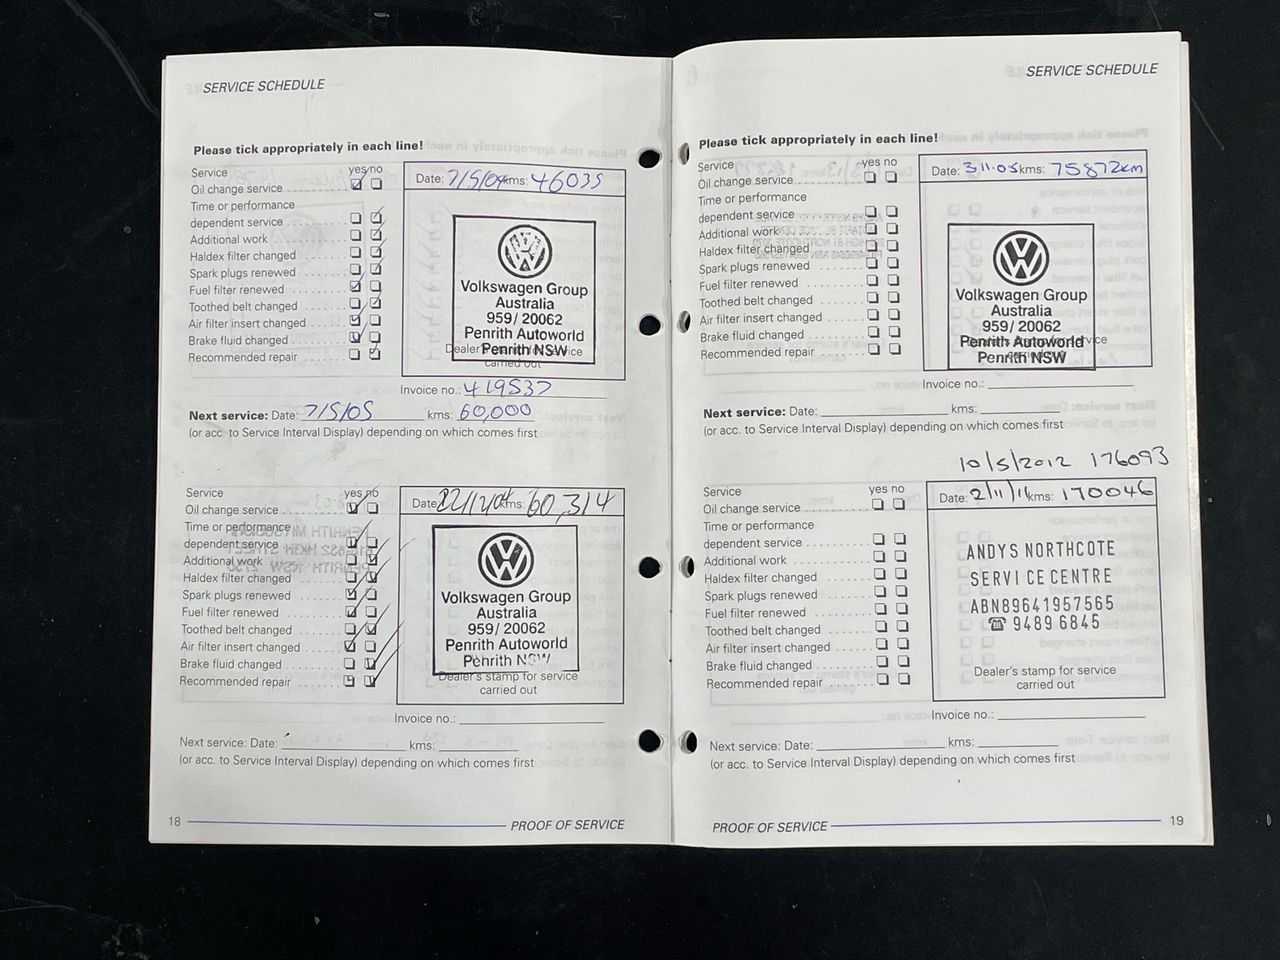 SERVICE SCHEDULE
Please tick appropriately in each line!
Service yes no
Oil change service
Time or performance
dependent service
Additional work
Haldex filter changed
Spark plugs renewed
Fuel filter renewed
Toothed belt changed
Air filter insert changed
Brake fluid changed
Recommended repair
Date: 7/5/04 kms: 46035
Volkswagen Group
Australia
959/ 20062
Penrith Autoworld
Penrith NSW
Dealer's stamp for service
carried out
Invoice no.: 419537
Next service: Date: 7/5/05 kms: 60,000
(or acc. to Service Interval Display) depending on which comes first
Service yes no
Oil change service
Time or performance
dependent service
Additional work
Haldex filter changed
Spark plugs renewed
Fuel filter renewed
Toothed belt changed
Air filter insert changed
Brake fluid changed
Recommended repair
Date: 22/12/04 kms: 60,314
Volkswagen Group
Australia
959/ 20062
Penrith Autoworld
Penrith NSW
Dealer's stamp for service
carried out
Invoice no.:
Next service: Date: kms:
(or acc. to Service Interval Display) depending on which comes first
18 PROOF OF SERVICE
SERVICE SCHEDULE
Please tick appropriately in each line!
Service yes no
Oil change service
Time or performance
dependent service
Additional work
Haldex filter changed
Spark plugs renewed
Fuel filter renewed
Toothed belt changed
Air filter insert changed
Brake fluid changed
Recommended repair
Date: 3.11.05 kms: 75872km
Volkswagen Group
Australia
959/ 20062
Penrith Autoworld
Penrith NSW
Invoice no.:
Next service: Date: kms:
(or acc. to Service Interval Display) depending on which comes first
10/5/2012 176093
Service yes no
Oil change service
Time or performance
dependent service
Additional work
Haldex filter changed
Spark plugs renewed
Fuel filter renewed
Toothed belt changed
Air filter insert changed
Brake fluid changed
Recommended repair
Date: 2/11/11 kms: 170046
ANDYS NORTHCOTE
SERVICE CENTRE
ABN89641957565
☎ 9489 6845
Dealer's stamp for service
carried out
Invoice no.:
Next service: Date: kms:
(or acc. to Service Interval Display) depending on which comes first
PROOF OF SERVICE 19